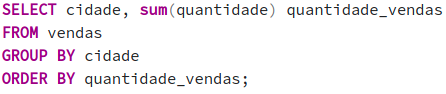 SELECT cidade, sum(quantidade) quantidade_vendas
FROM vendas
GROUP BY cidade
ORDER BY quantidade_vendas;